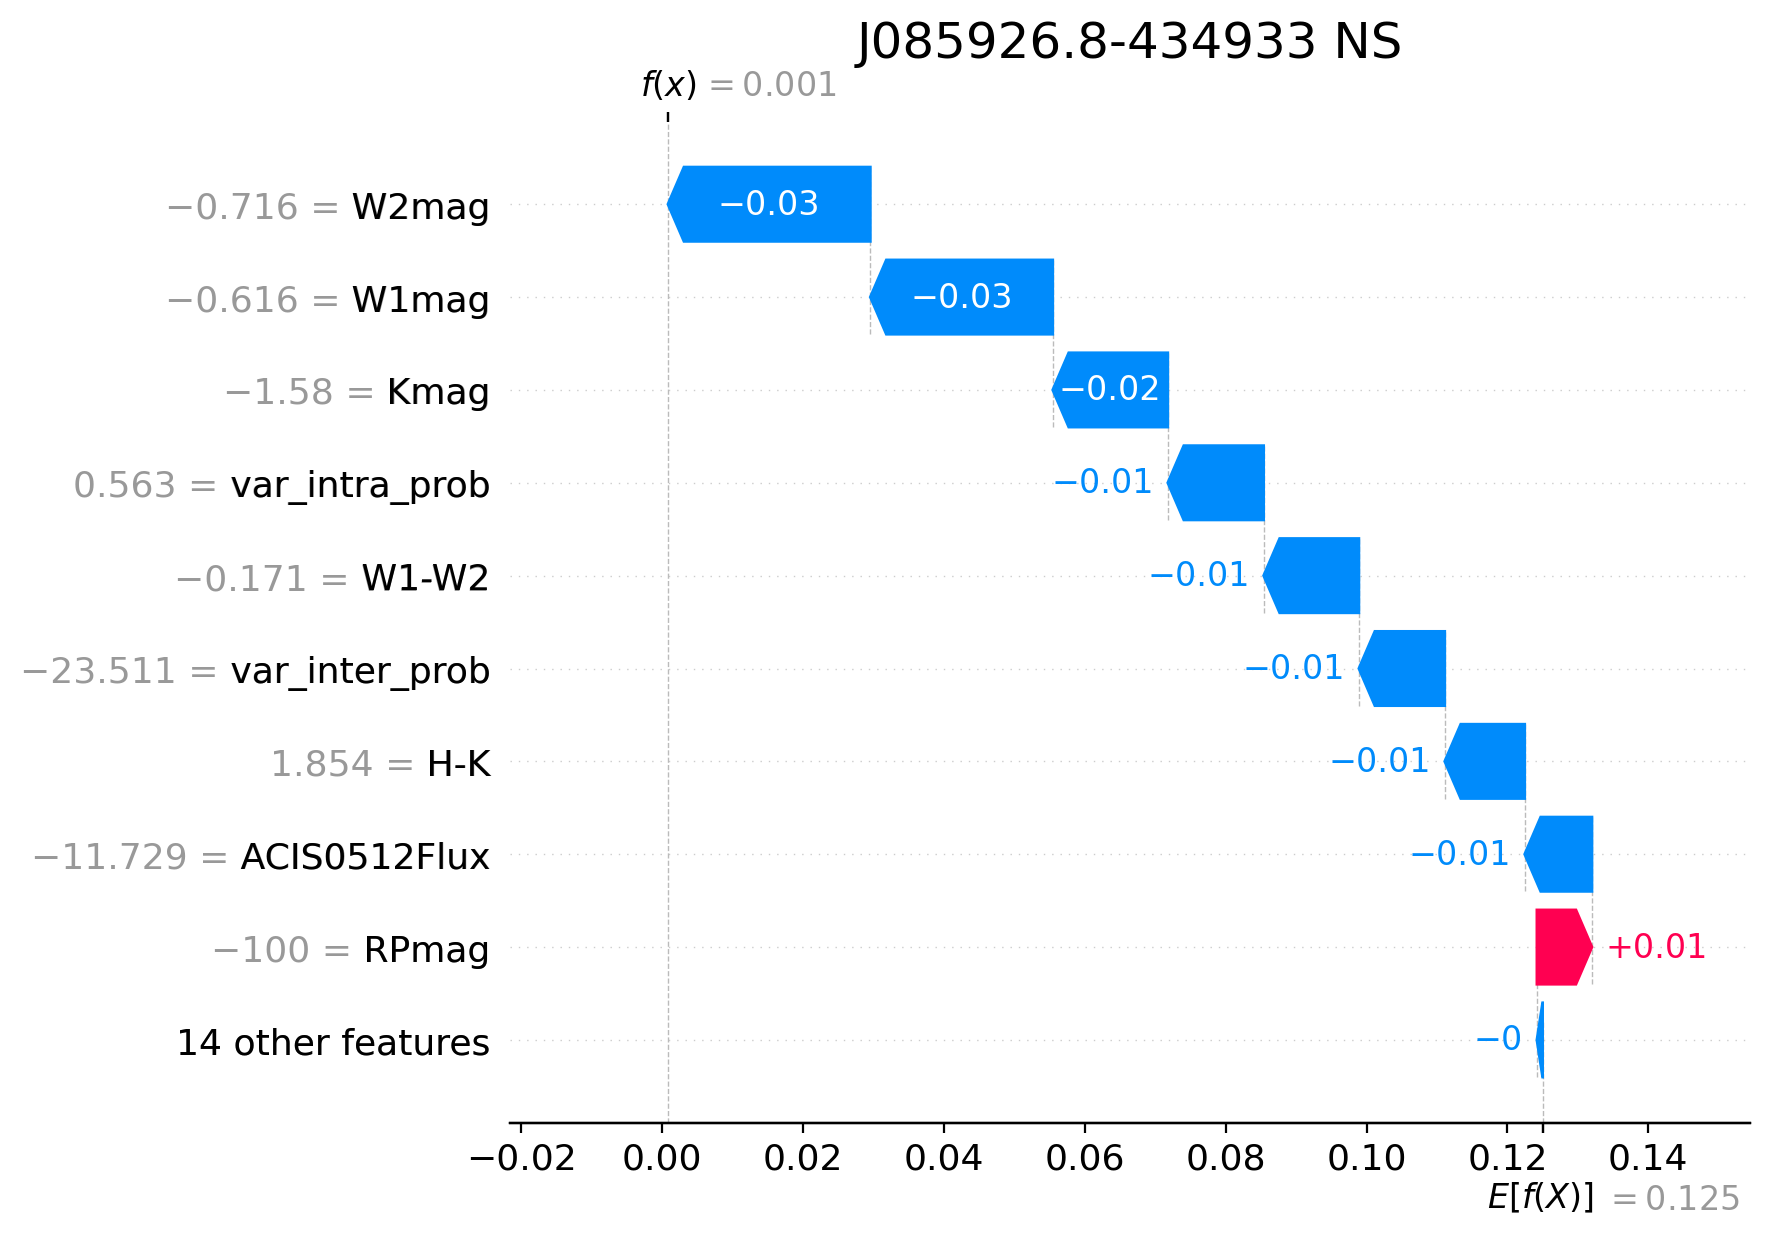 J085926.8-434933 NS
f(x) = 0.001
−0.716 = W2mag
−0.03
−0.616 = W1mag
−0.03
−1.58 = Kmag
−0.02
0.563 = var_intra_prob
−0.01
−0.171 = W1-W2
−0.01
−23.511 = var_inter_prob
−0.01
1.854 = H-K
−0.01
−11.729 = ACIS0512Flux
−0.01
−100 = RPmag
+0.01
14 other features
−0
−0.02 0.00 0.02 0.04 0.06 0.08 0.10 0.12 0.14
E[f(X)] = 0.125